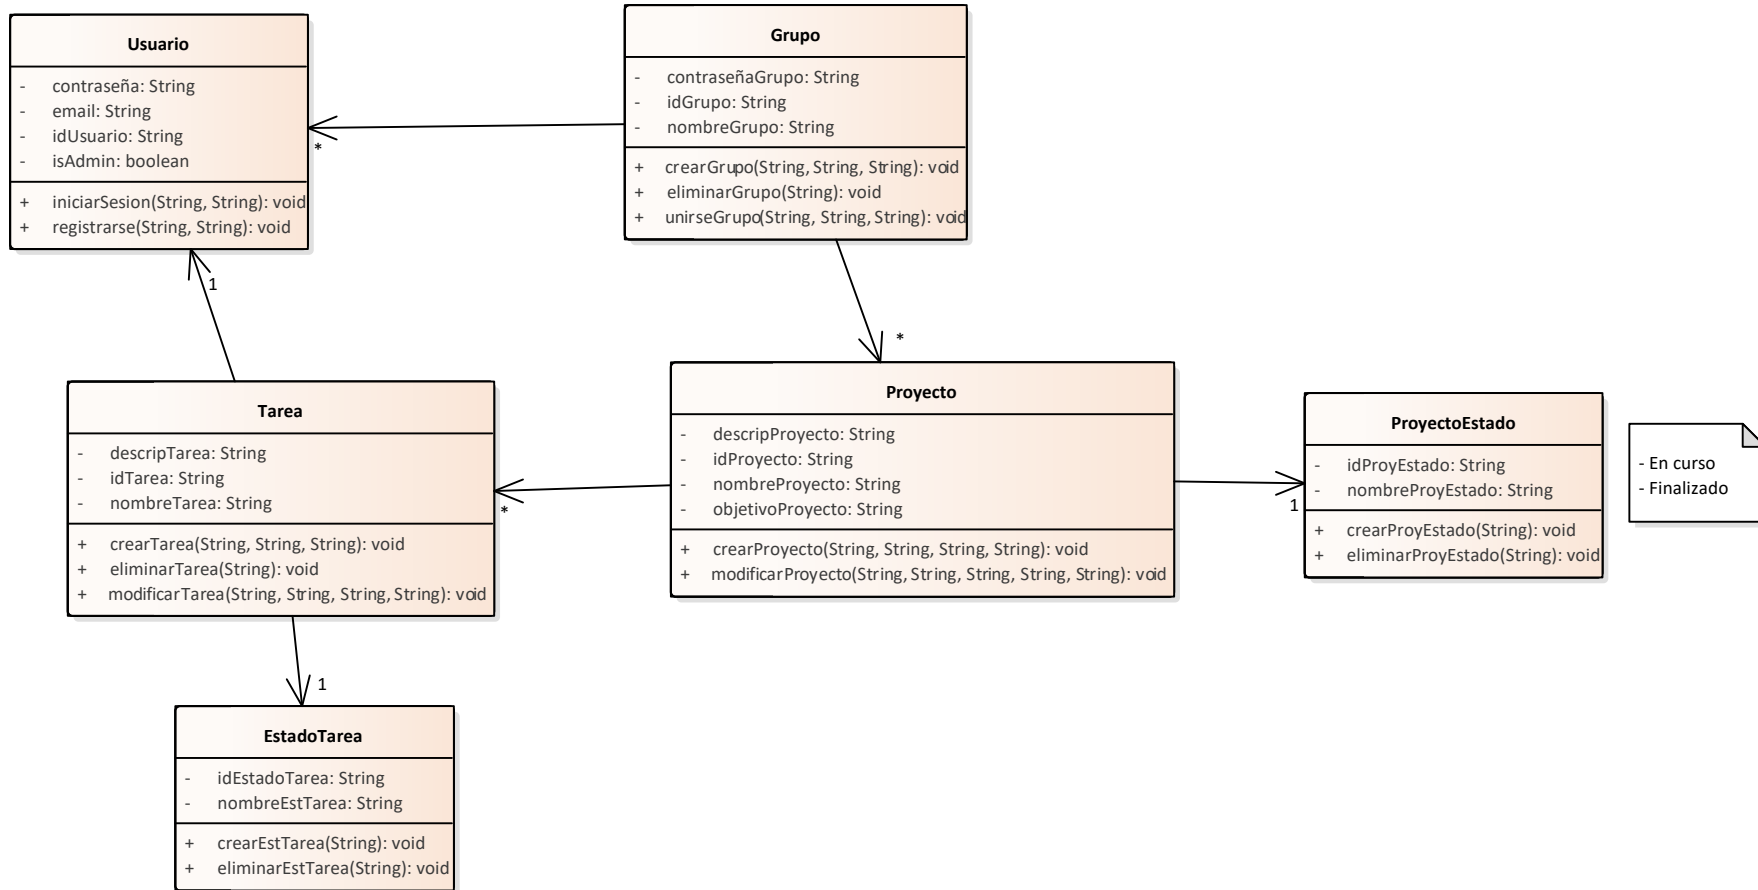 Usuario
- contraseña: String
- email: String
- idUsuario: String
- isAdmin: boolean
+ iniciarSesion(String, String): void
+ registrarse(String, String): void
*
1
Grupo
- contraseñaGrupo: String
- idGrupo: String
- nombreGrupo: String
+ crearGrupo(String, String, String): void
+ eliminarGrupo(String): void
+ unirseGrupo(String, String, String): void
*
Tarea
- descripTarea: String
- idTarea: String
- nombreTarea: String
+ crearTarea(String, String, String): void
+ eliminarTarea(String): void
+ modificarTarea(String, String, String, String): void
*
1
Proyecto
- descripProyecto: String
- idProyecto: String
- nombreProyecto: String
- objetivoProyecto: String
+ crearProyecto(String, String, String, String): void
+ modificarProyecto(String, String, String, String, String): void
1
ProyectoEstado
- idProyEstado: String
- nombreProyEstado: String
+ crearProyEstado(String): void
+ eliminarProyEstado(String): void
- En curso
- Finalizado
EstadoTarea
- idEstadoTarea: String
- nombreEstTarea: String
+ crearEstTarea(String): void
+ eliminarEstTarea(String): void